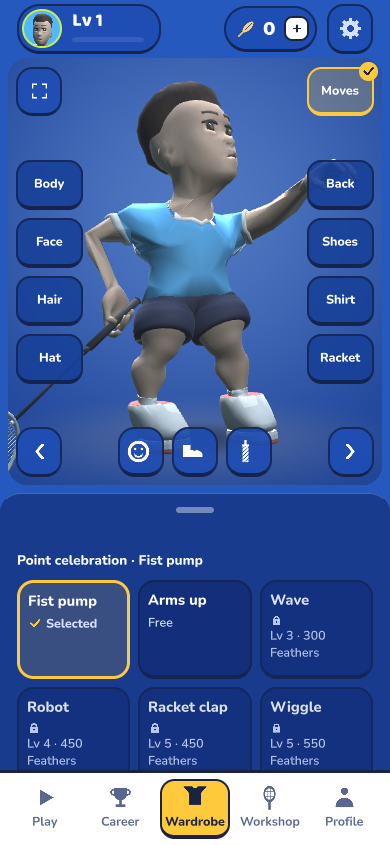 Lv 1
0
+
Moves
Body
Back
Face
Shoes
Hair
Shirt
Hat
Racket
Point celebration · Fist pump
Fist pump
Selected
Arms up
Free
Wave
Lv 3 · 300
Feathers
Robot
Lv 4 · 450
Feathers
Racket clap
Lv 5 · 450
Feathers
Wiggle
Lv 5 · 550
Feathers
Play
Career
Wardrobe
Workshop
Profile